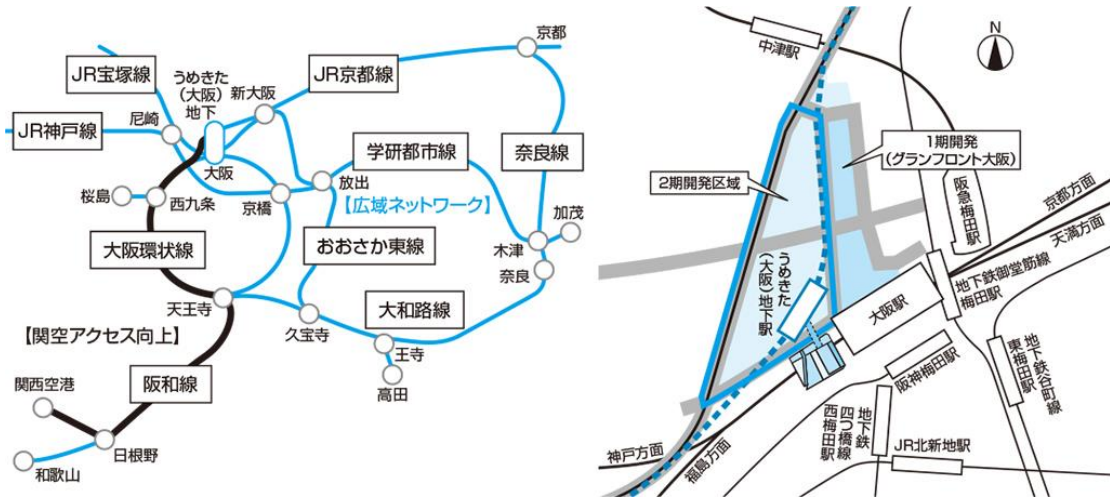 JR宝塚線
うめきた
(大阪)
地下
新大阪
JR京都線
京都
JR神戸線
尼崎
大阪
学研都市線
奈良線
桜島
西九条
京橋
放出
【広域ネットワーク】
加茂
大阪環状線
おおさか東線
木津
奈良
天王寺
久宝寺
大和路線
【関空アクセス向上】
王寺
高田
阪和線
関西空港
日根野
和歌山
中津駅
N
1期開発
(グランフロント大阪)
2期開発区域
阪急梅田駅
京都方面
天満方面
うめきた
(大阪)地下駅
大阪駅
地下鉄御堂筋線
梅田駅
阪神梅田駅
地下鉄谷町線
東梅田駅
地下鉄
四つ橋線
西梅田駅
神戸方面
福島方面
JR北新地駅